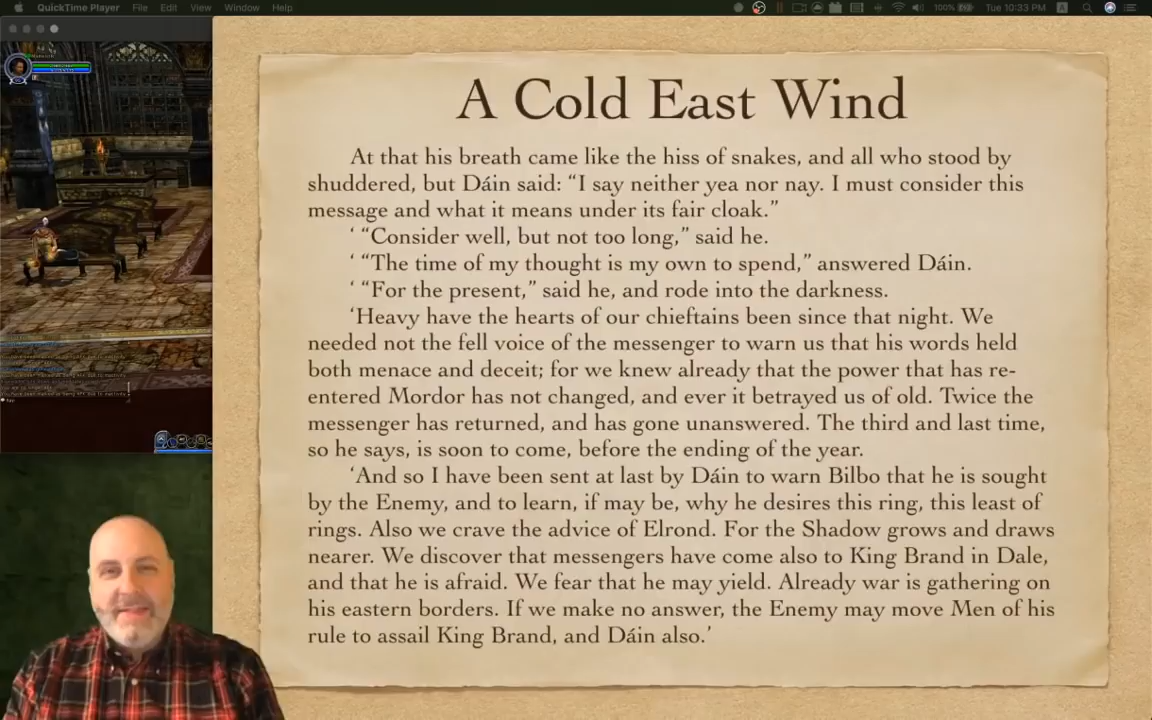 QuickTime Player File Edit View Window Help 100% Tue 10:33 PM A
A Cold East Wind
At that his breath came like the hiss of snakes, and all who stood by
shuddered, but Dáin said: “I say neither yea nor nay. I must consider this
message and what it means under its fair cloak.”
‘ “Consider well, but not too long,” said he.
‘ “The time of my thought is my own to spend,” answered Dáin.
‘ “For the present,” said he, and rode into the darkness.
‘Heavy have the hearts of our chieftains been since that night. We
needed not the fell voice of the messenger to warn us that his words held
both menace and deceit; for we knew already that the power that has re-
entered Mordor has not changed, and ever it betrayed us of old. Twice the
messenger has returned, and has gone unanswered. The third and last time,
so he says, is soon to come, before the ending of the year.
‘And so I have been sent at last by Dáin to warn Bilbo that he is sought
by the Enemy, and to learn, if may be, why he desires this ring, this least of
rings. Also we crave the advice of Elrond. For the Shadow grows and draws
nearer. We discover that messengers have come also to King Brand in Dale,
and that he is afraid. We fear that he may yield. Already war is gathering on
his eastern borders. If we make no answer, the Enemy may move Men of his
rule to assail King Brand, and Dáin also.’